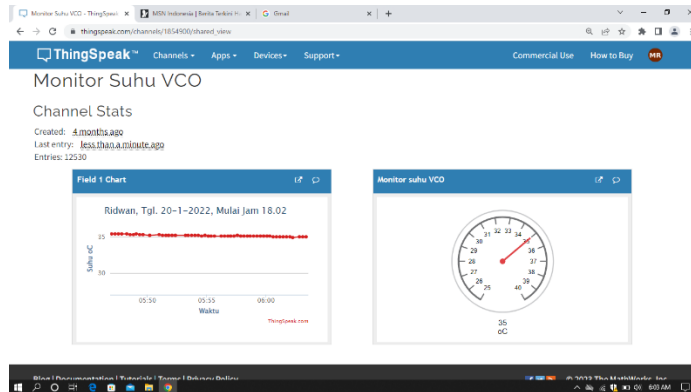 Monitor Suhu VCO - ThingSpeak
MSN Indonesia | Berita Terkini
Gmail
thingspeak.com/channels/1854900/shared_view
ThingSpeak™ Channels Apps Devices Support Commercial Use How to Buy MR
Monitor Suhu VCO
Channel Stats
Created: 4 months ago
Last entry: less than a minute ago
Entries: 12530
Field 1 Chart
Ridwan, Tgl. 20-1-2022, Mulai Jam 18.02
Suhu oC
35
30
05:50 05:55 06:00
Waktu
ThingSpeak.com
Monitor suhu VCO
25 26 27 28 29 30 31 32 33 34 35 36 37 38 39 40
35
oC
Blog | Documentation | Tutorials | Terms | Privacy Policy
© 2023 The MathWorks, Inc.
6:03 AM